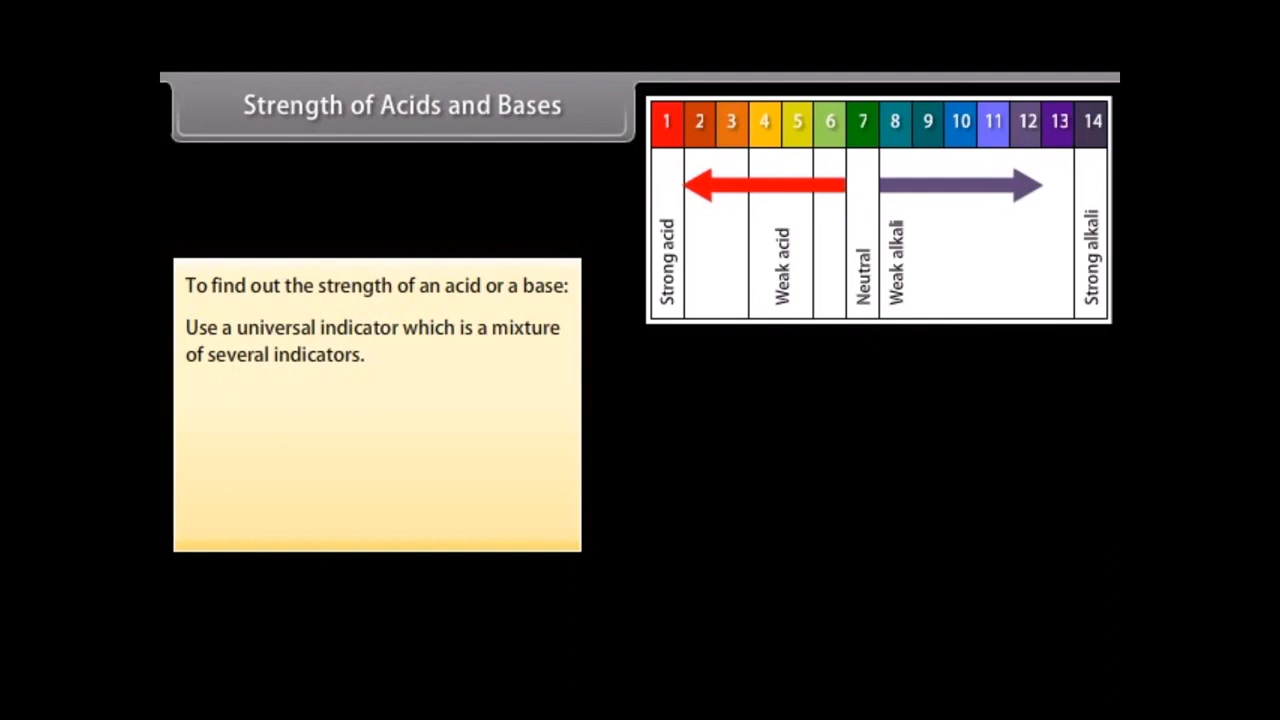 Strength of Acids and Bases
1 2 3 4 5 6 7 8 9 10 11 12 13 14
Strong acid
Weak acid
Neutral
Weak alkali
Strong alkali
To find out the strength of an acid or a base:
Use a universal indicator which is a mixture
of several indicators.